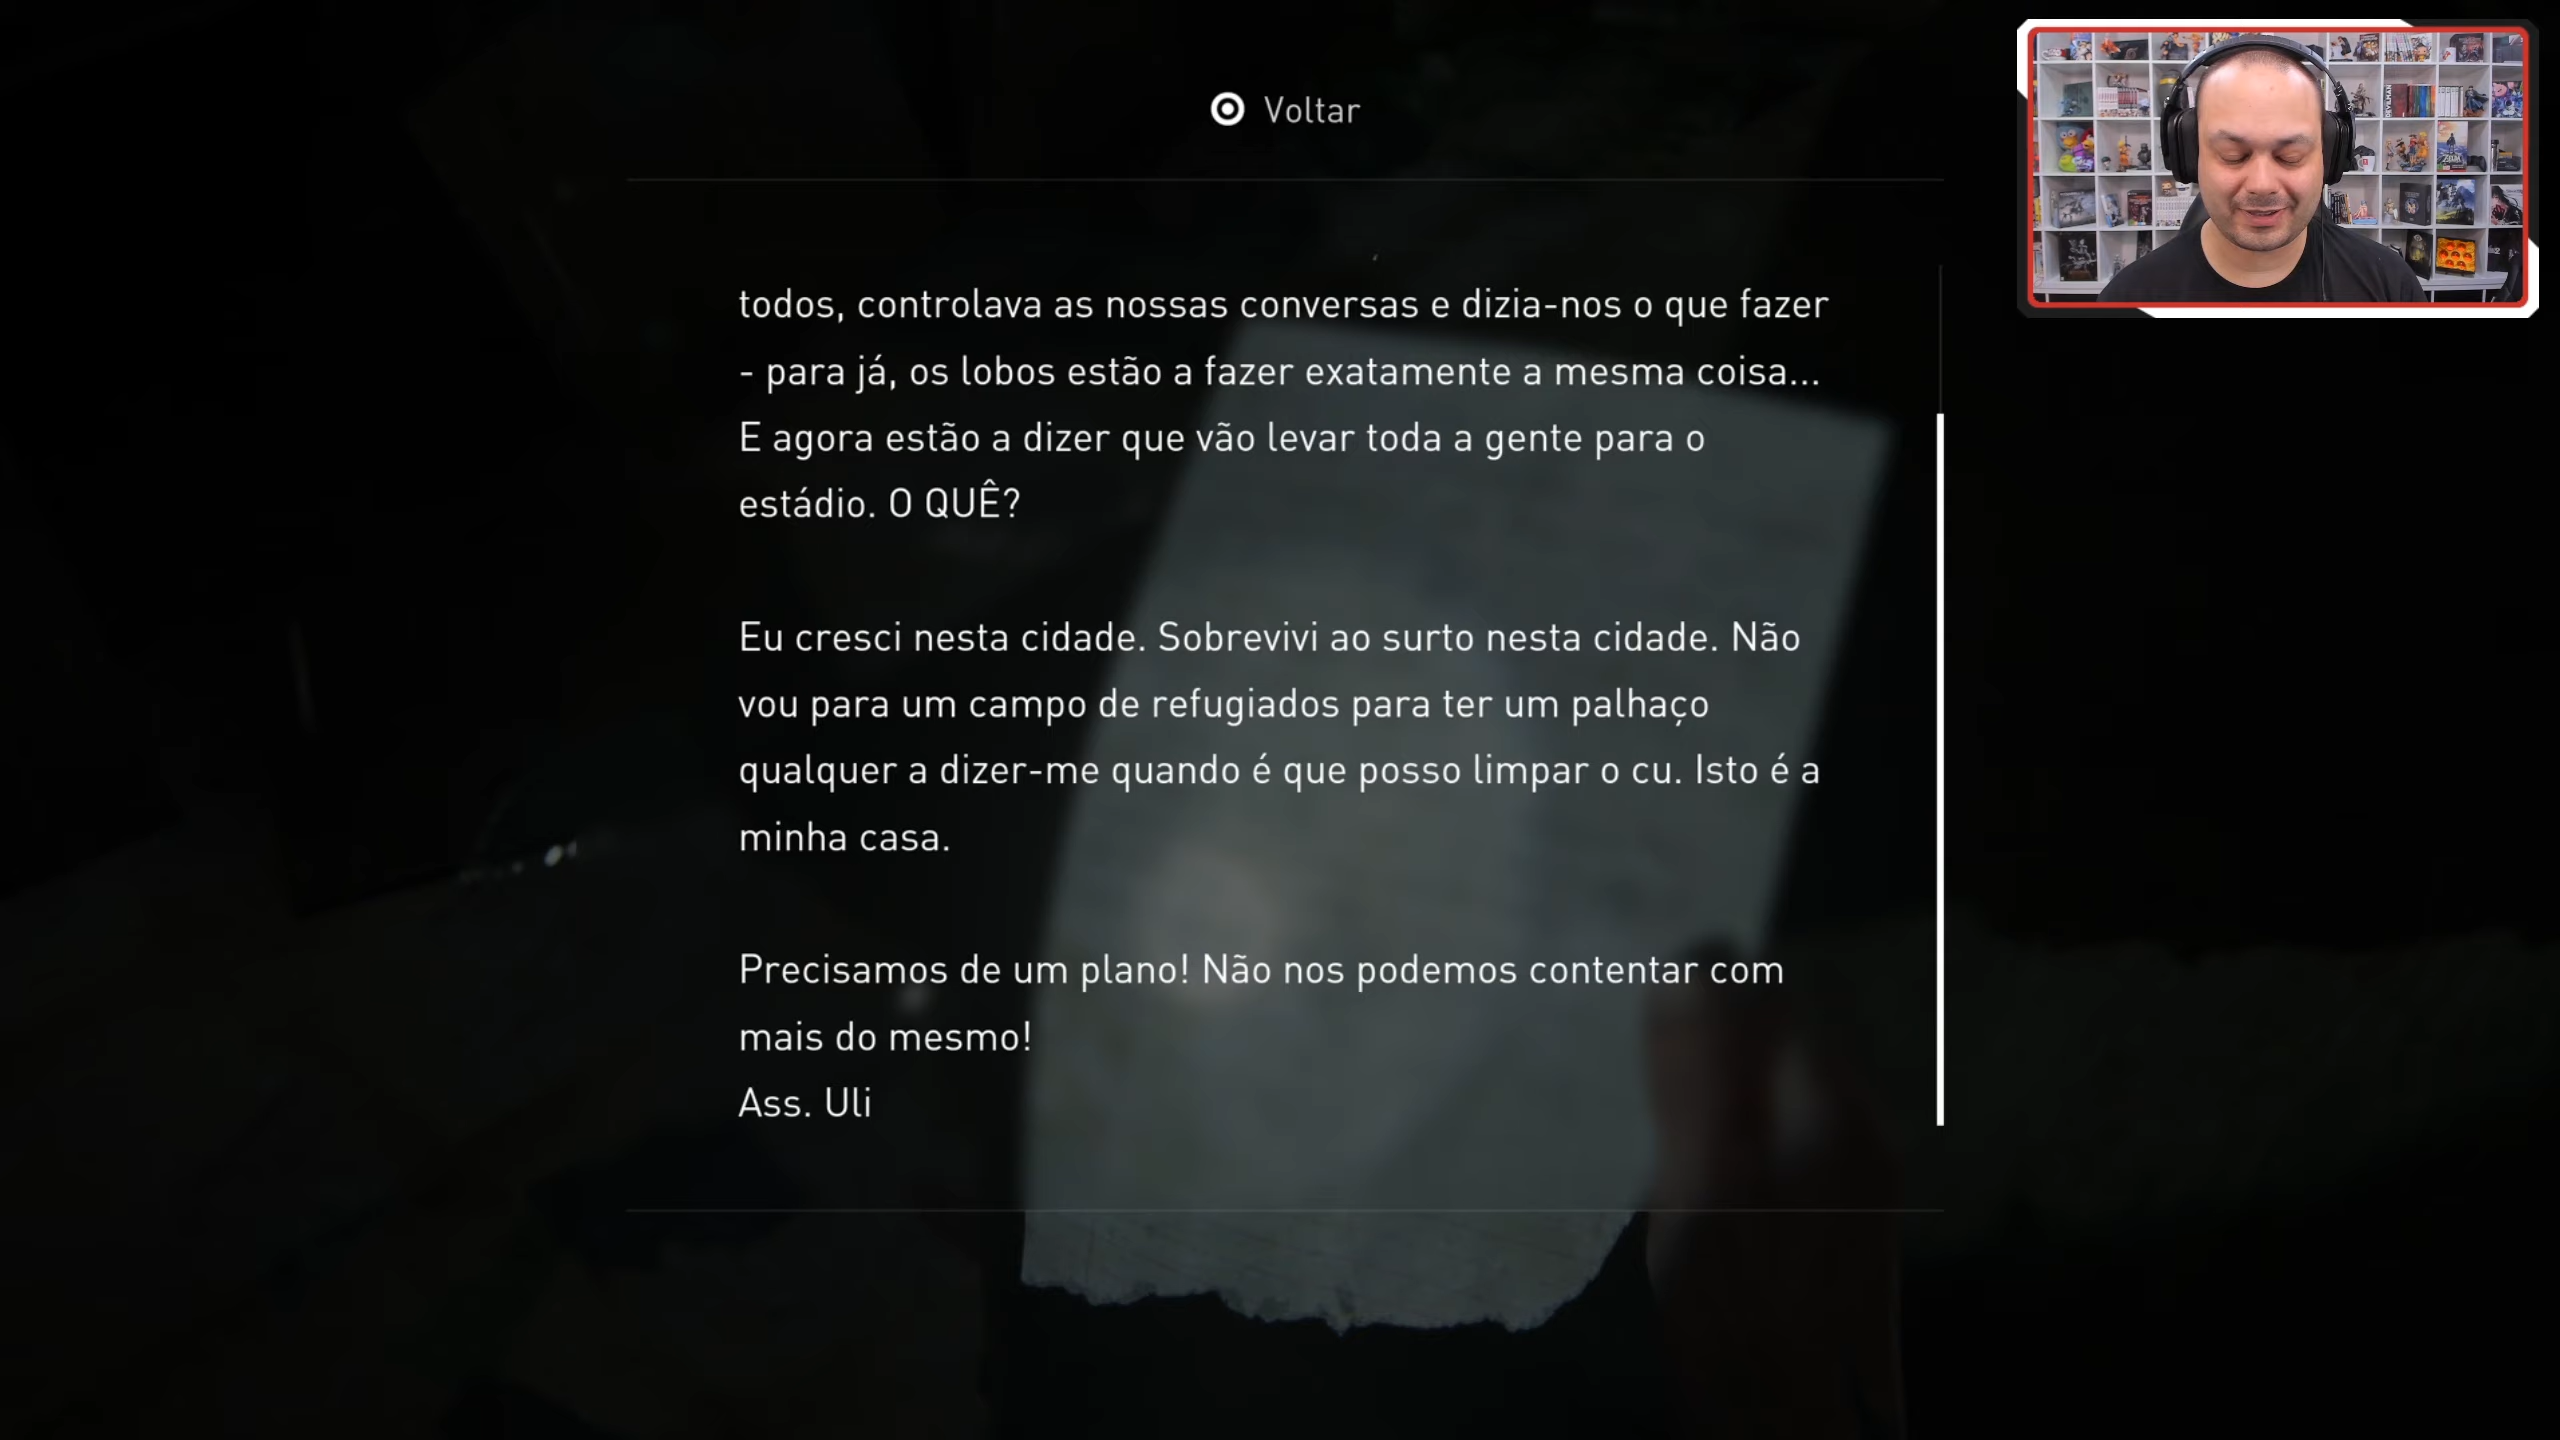 Voltar
todos, controlava as nossas conversas e dizia-nos o que fazer
- para já, os lobos estão a fazer exatamente a mesma coisa...
E agora estão a dizer que vão levar toda a gente para o
estádio. O QUÊ?
Eu cresci nesta cidade. Sobrevivi ao surto nesta cidade. Não
vou para um campo de refugiados para ter um palhaço
qualquer a dizer-me quando é que posso limpar o cu. Isto é a
minha casa.
Precisamos de um plano! Não nos podemos contentar com
mais do mesmo!
Ass. Uli